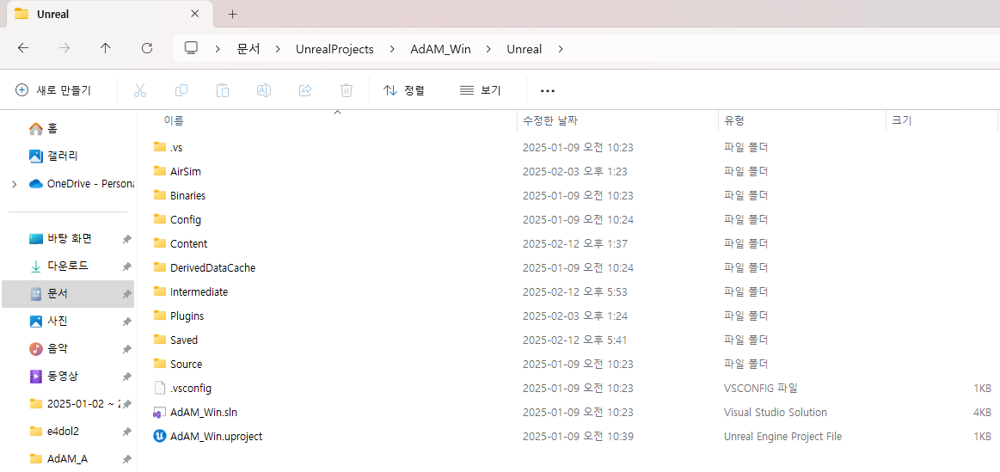 Unreal
문서 > UnrealProjects > AdAM_Win > Unreal >
새로 만들기 정렬 보기 •••
이름 수정한 날짜 유형 크기
홈
갤러리
OneDrive - Persona
바탕 화면
다운로드
문서
사진
음악
동영상
2025-01-02 ~ 2
e4dol2
AdAM_A
.vs 2025-01-09 오전 10:23 파일 폴더
AirSim 2025-02-03 오후 1:23 파일 폴더
Binaries 2025-01-09 오전 10:23 파일 폴더
Config 2025-01-09 오전 10:24 파일 폴더
Content 2025-02-12 오후 1:37 파일 폴더
DerivedDataCache 2025-01-09 오전 10:24 파일 폴더
Intermediate 2025-02-12 오후 5:53 파일 폴더
Plugins 2025-02-03 오후 1:24 파일 폴더
Saved 2025-02-12 오후 5:41 파일 폴더
Source 2025-01-09 오전 10:23 파일 폴더
.vsconfig 2025-01-09 오전 10:23 VSCONFIG 파일 1KB
AdAM_Win.sln 2025-01-09 오전 10:23 Visual Studio Solution 4KB
AdAM_Win.uproject 2025-01-09 오전 10:39 Unreal Engine Project File 1KB